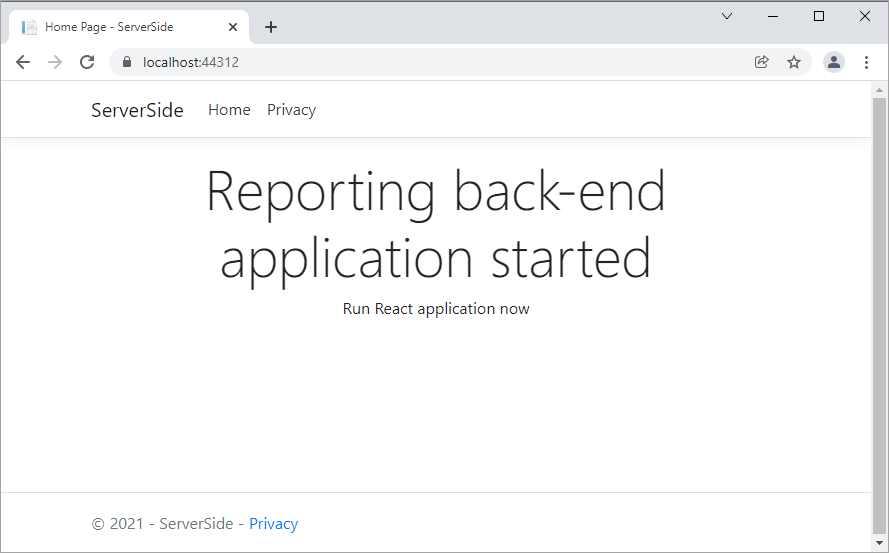 Home Page - ServerSide
localhost:44312
ServerSide Home Privacy
Reporting back-end
application started
Run React application now
© 2021 - ServerSide - Privacy